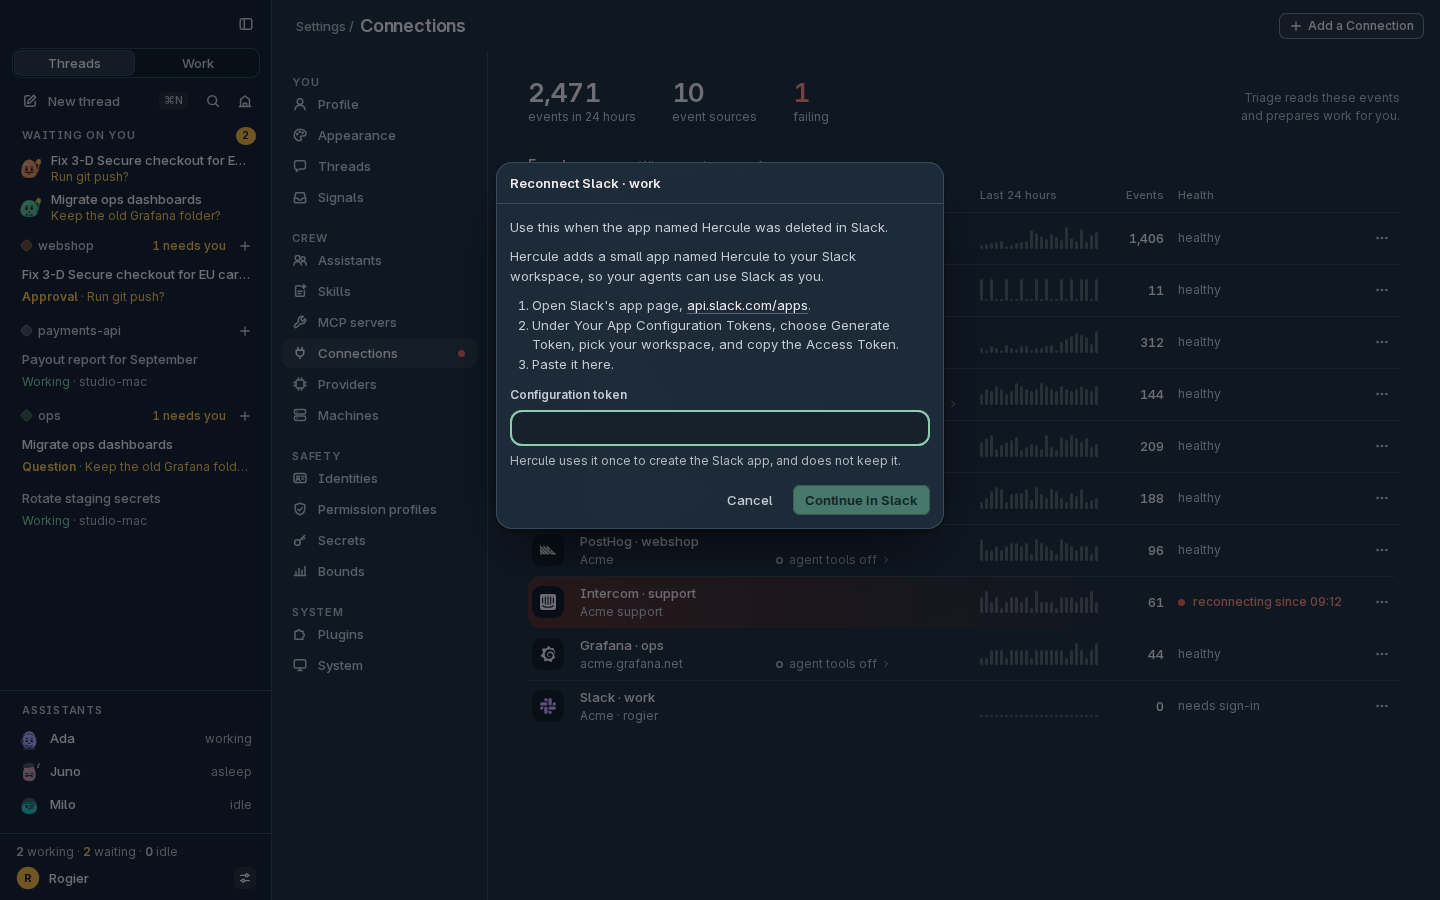 Settings / Connections
Add a Connection
Threads
Work
New thread
⌘N
WAITING ON YOU
2
Fix 3-D Secure checkout for E...
Run git push?
Migrate ops dashboards
Keep the old Grafana folder?
webshop
1 needs you
Fix 3-D Secure checkout for EU car...
Approval · Run git push?
payments-api
Payout report for September
Working · studio-mac
ops
1 needs you
Migrate ops dashboards
Question · Keep the old Grafana fold...
Rotate staging secrets
Working · studio-mac
ASSISTANTS
Ada
working
Juno
asleep
Milo
idle
2 working · 2 waiting · 0 idle
R
Rogier
YOU
Profile
Appearance
Threads
Signals
CREW
Assistants
Skills
MCP servers
Connections
Providers
Machines
SAFETY
Identities
Permission profiles
Secrets
Bounds
SYSTEM
Plugins
System
2,471
events in 24 hours
10
event sources
1
failing
Triage reads these events
and prepares work for you.
Last 24 hours
Events
Health
1,406
healthy
11
healthy
312
healthy
144
healthy
209
healthy
188
healthy
Reconnect Slack · work
Use this when the app named Hercule was deleted in Slack.
Hercule adds a small app named Hercule to your Slack
workspace, so your agents can use Slack as you.
1. Open Slack's app page, api.slack.com/apps.
2. Under Your App Configuration Tokens, choose Generate
Token, pick your workspace, and copy the Access Token.
3. Paste it here.
Configuration token
Hercule uses it once to create the Slack app, and does not keep it.
Cancel
Continue in Slack
PostHog · webshop
Acme
agent tools off
96
healthy
Intercom · support
Acme support
61
reconnecting since 09:12
Grafana · ops
acme.grafana.net
agent tools off
44
healthy
Slack · work
Acme · rogier
0
needs sign-in